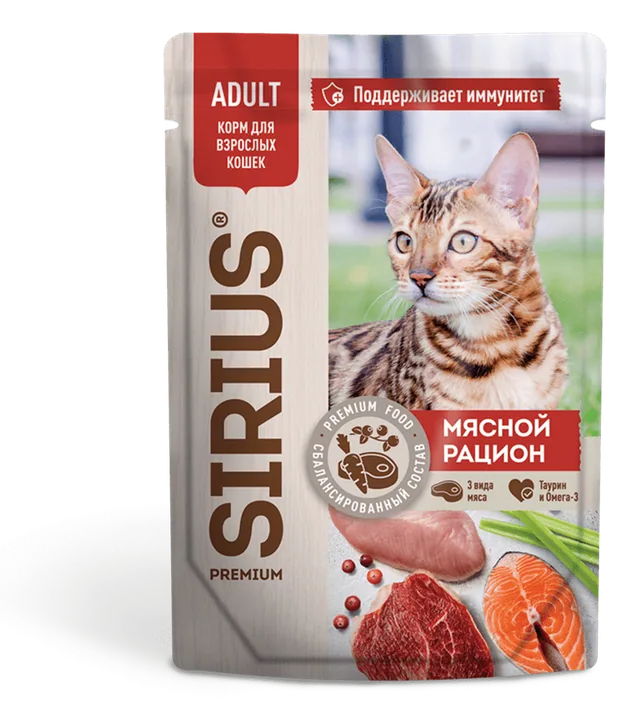 ADULT
КОРМ ДЛЯ
ВЗРОСЛЫХ
КОШЕК
Поддерживает иммунитет
SIRIUS®
PREMIUM
PREMIUM FOOD
СБАЛАНСИРОВАННЫЙ СОСТАВ
МЯСНОЙ
РАЦИОН
3 вида
мяса
Таурин
и Омега-3